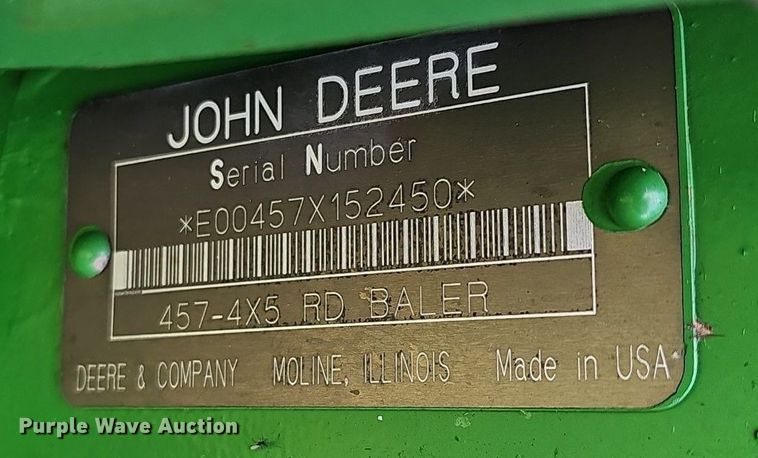 JOHN DEERE
Serial Number
*E00457X152450*
457-4X5 RD BALER
DEERE & COMPANY MOLINE, ILLINOIS Made in USA
Purple Wave Auction